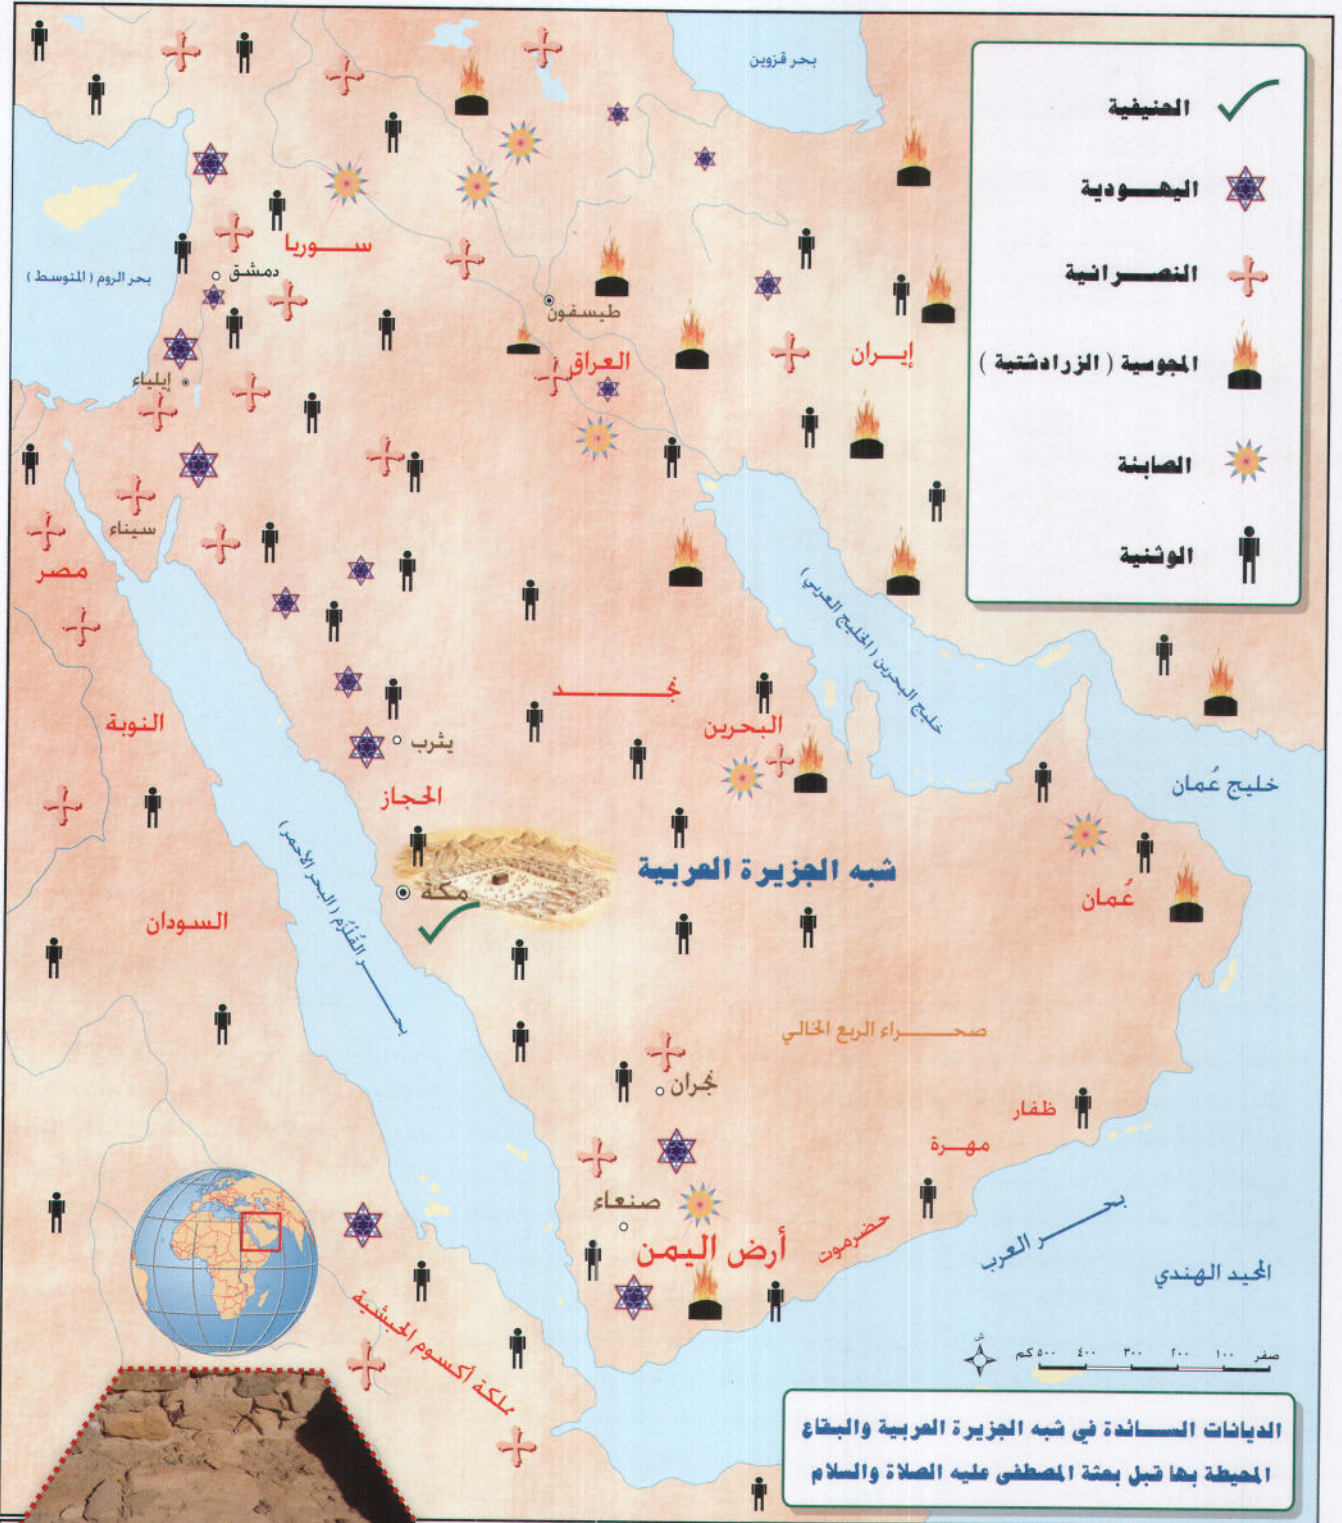 بحر قزوين
الحنيفية
اليهودية
النصرانية
المجوسية ( الزرادشتية )
الصابئة
الوثنية
سوريا
دمشق
بحر الروم ( المتوسط )
طيسفون
العراق
إيران
إيلياء
سيناء
مصر
خليج البحرين ( الخليج العربي )
نجد
البحرين
النوبة
يثرب
الحجاز
خليج عُمان
شبه الجزيرة العربية
مكة
عُمان
السودان
بحر القُلْزُم ( البحر الأحمر )
صحراء الربع الخالي
نجران
ظفار
مهرة
صنعاء
أرض اليمن
حضرموت
بحر العرب
المحيد الهندي
مملكة أكسوم الحبشية
ش
صفر ١٠٠ ٢٠٠ ٣٠٠ ٤٠٠ ٥٠٠ كم
الديانات السائدة في شبه الجزيرة العربية والبقاع
المحيطة بها قبل بعثة المصطفى عليه الصلاة والسلام